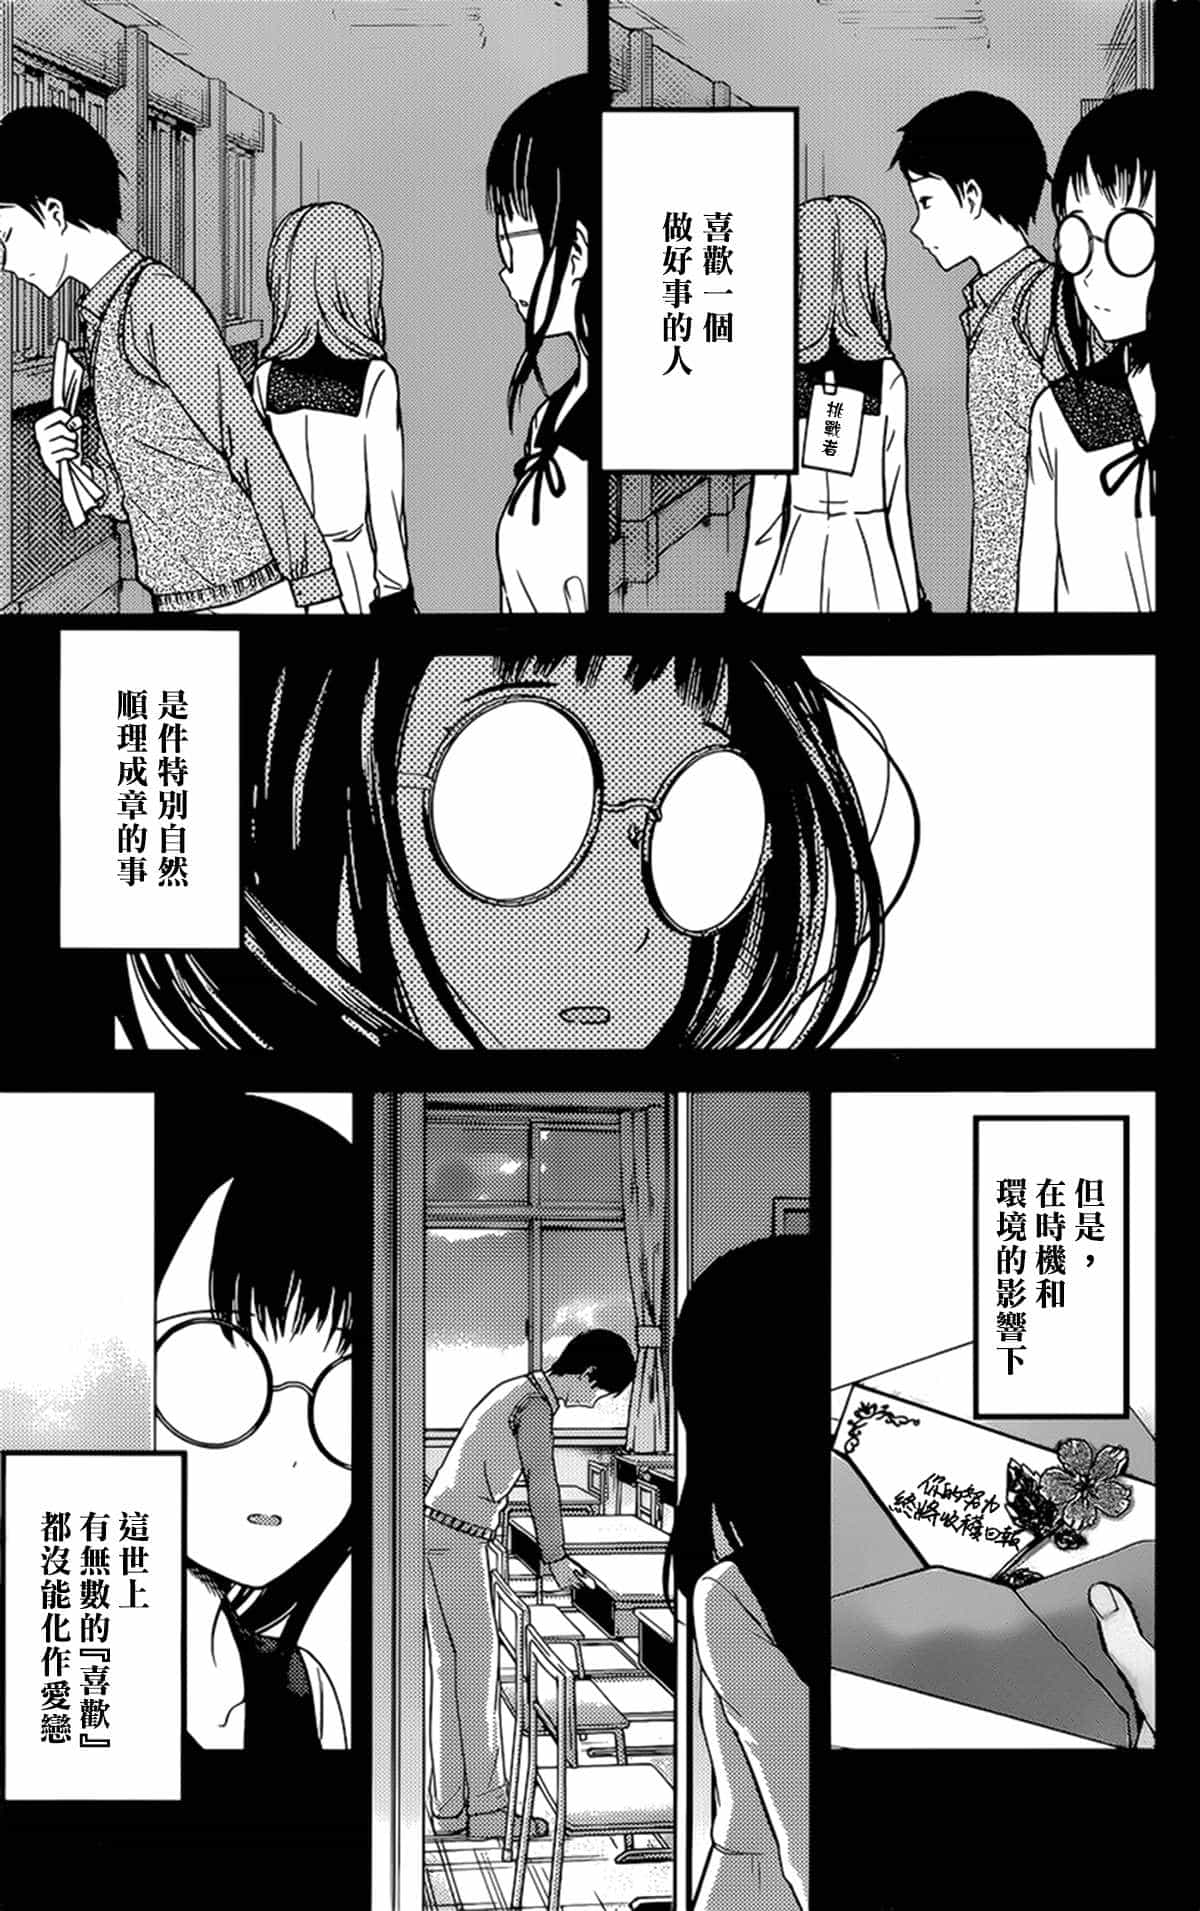 喜歡一個
做好事的人
挑戰者
是件特別自然
順理成章的事
但是，
在時機和
環境的影響下
你的努力
終將收穫回報
這世上
有無數的『喜歡』
都沒能化作愛戀